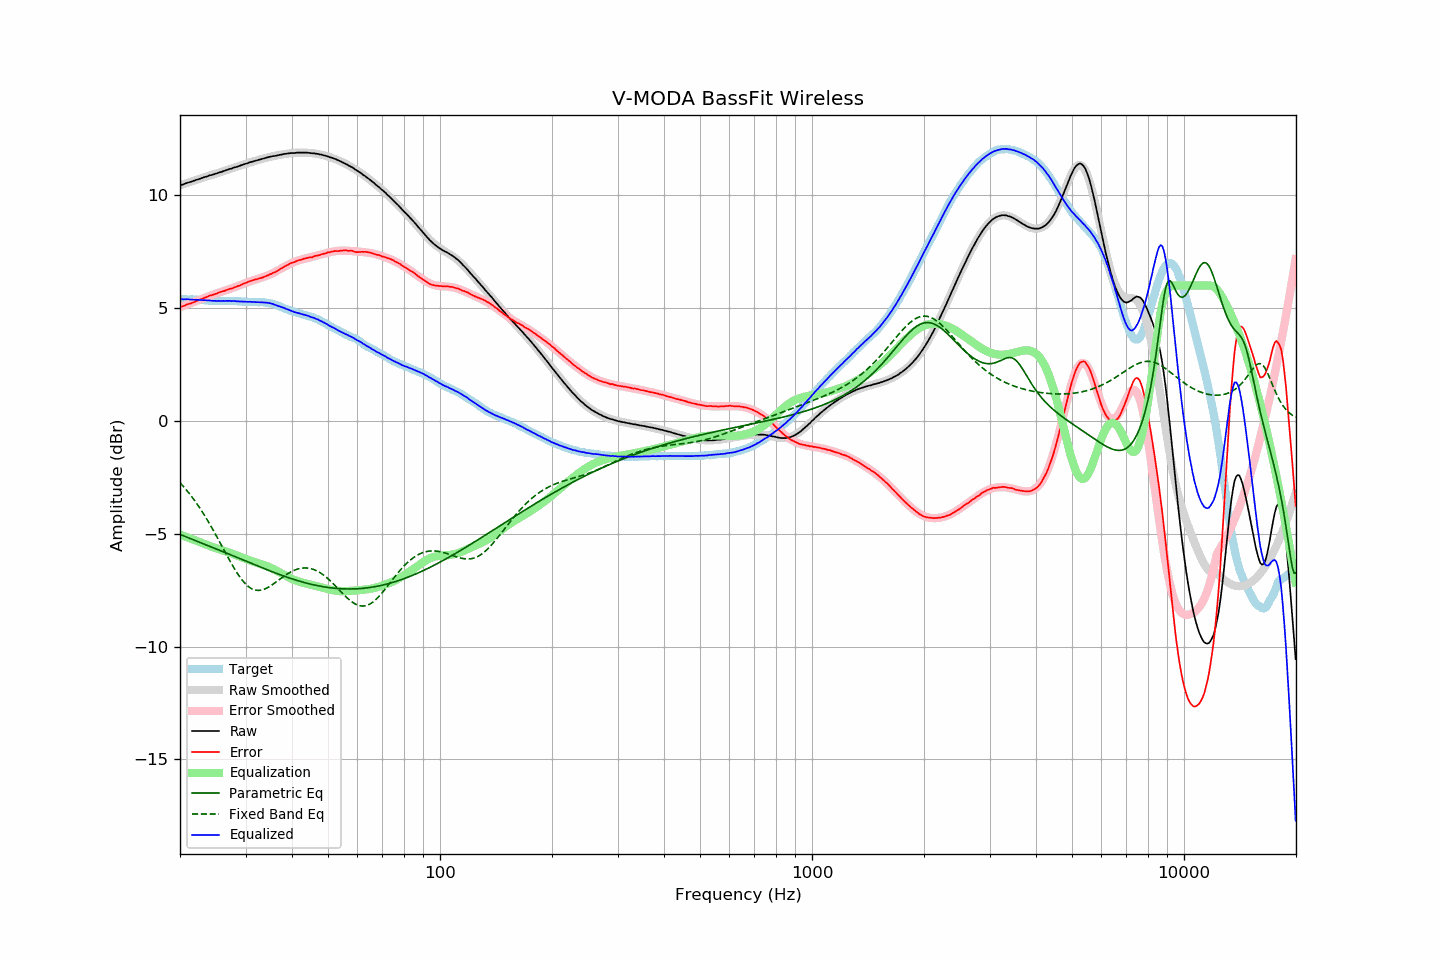 V-MODA BassFit Wireless
10
5
0
−5
−10
−15
Amplitude (dBr)
100
1000
10000
Frequency (Hz)
Target
Raw Smoothed
Error Smoothed
Raw
Error
Equalization
Parametric Eq
Fixed Band Eq
Equalized